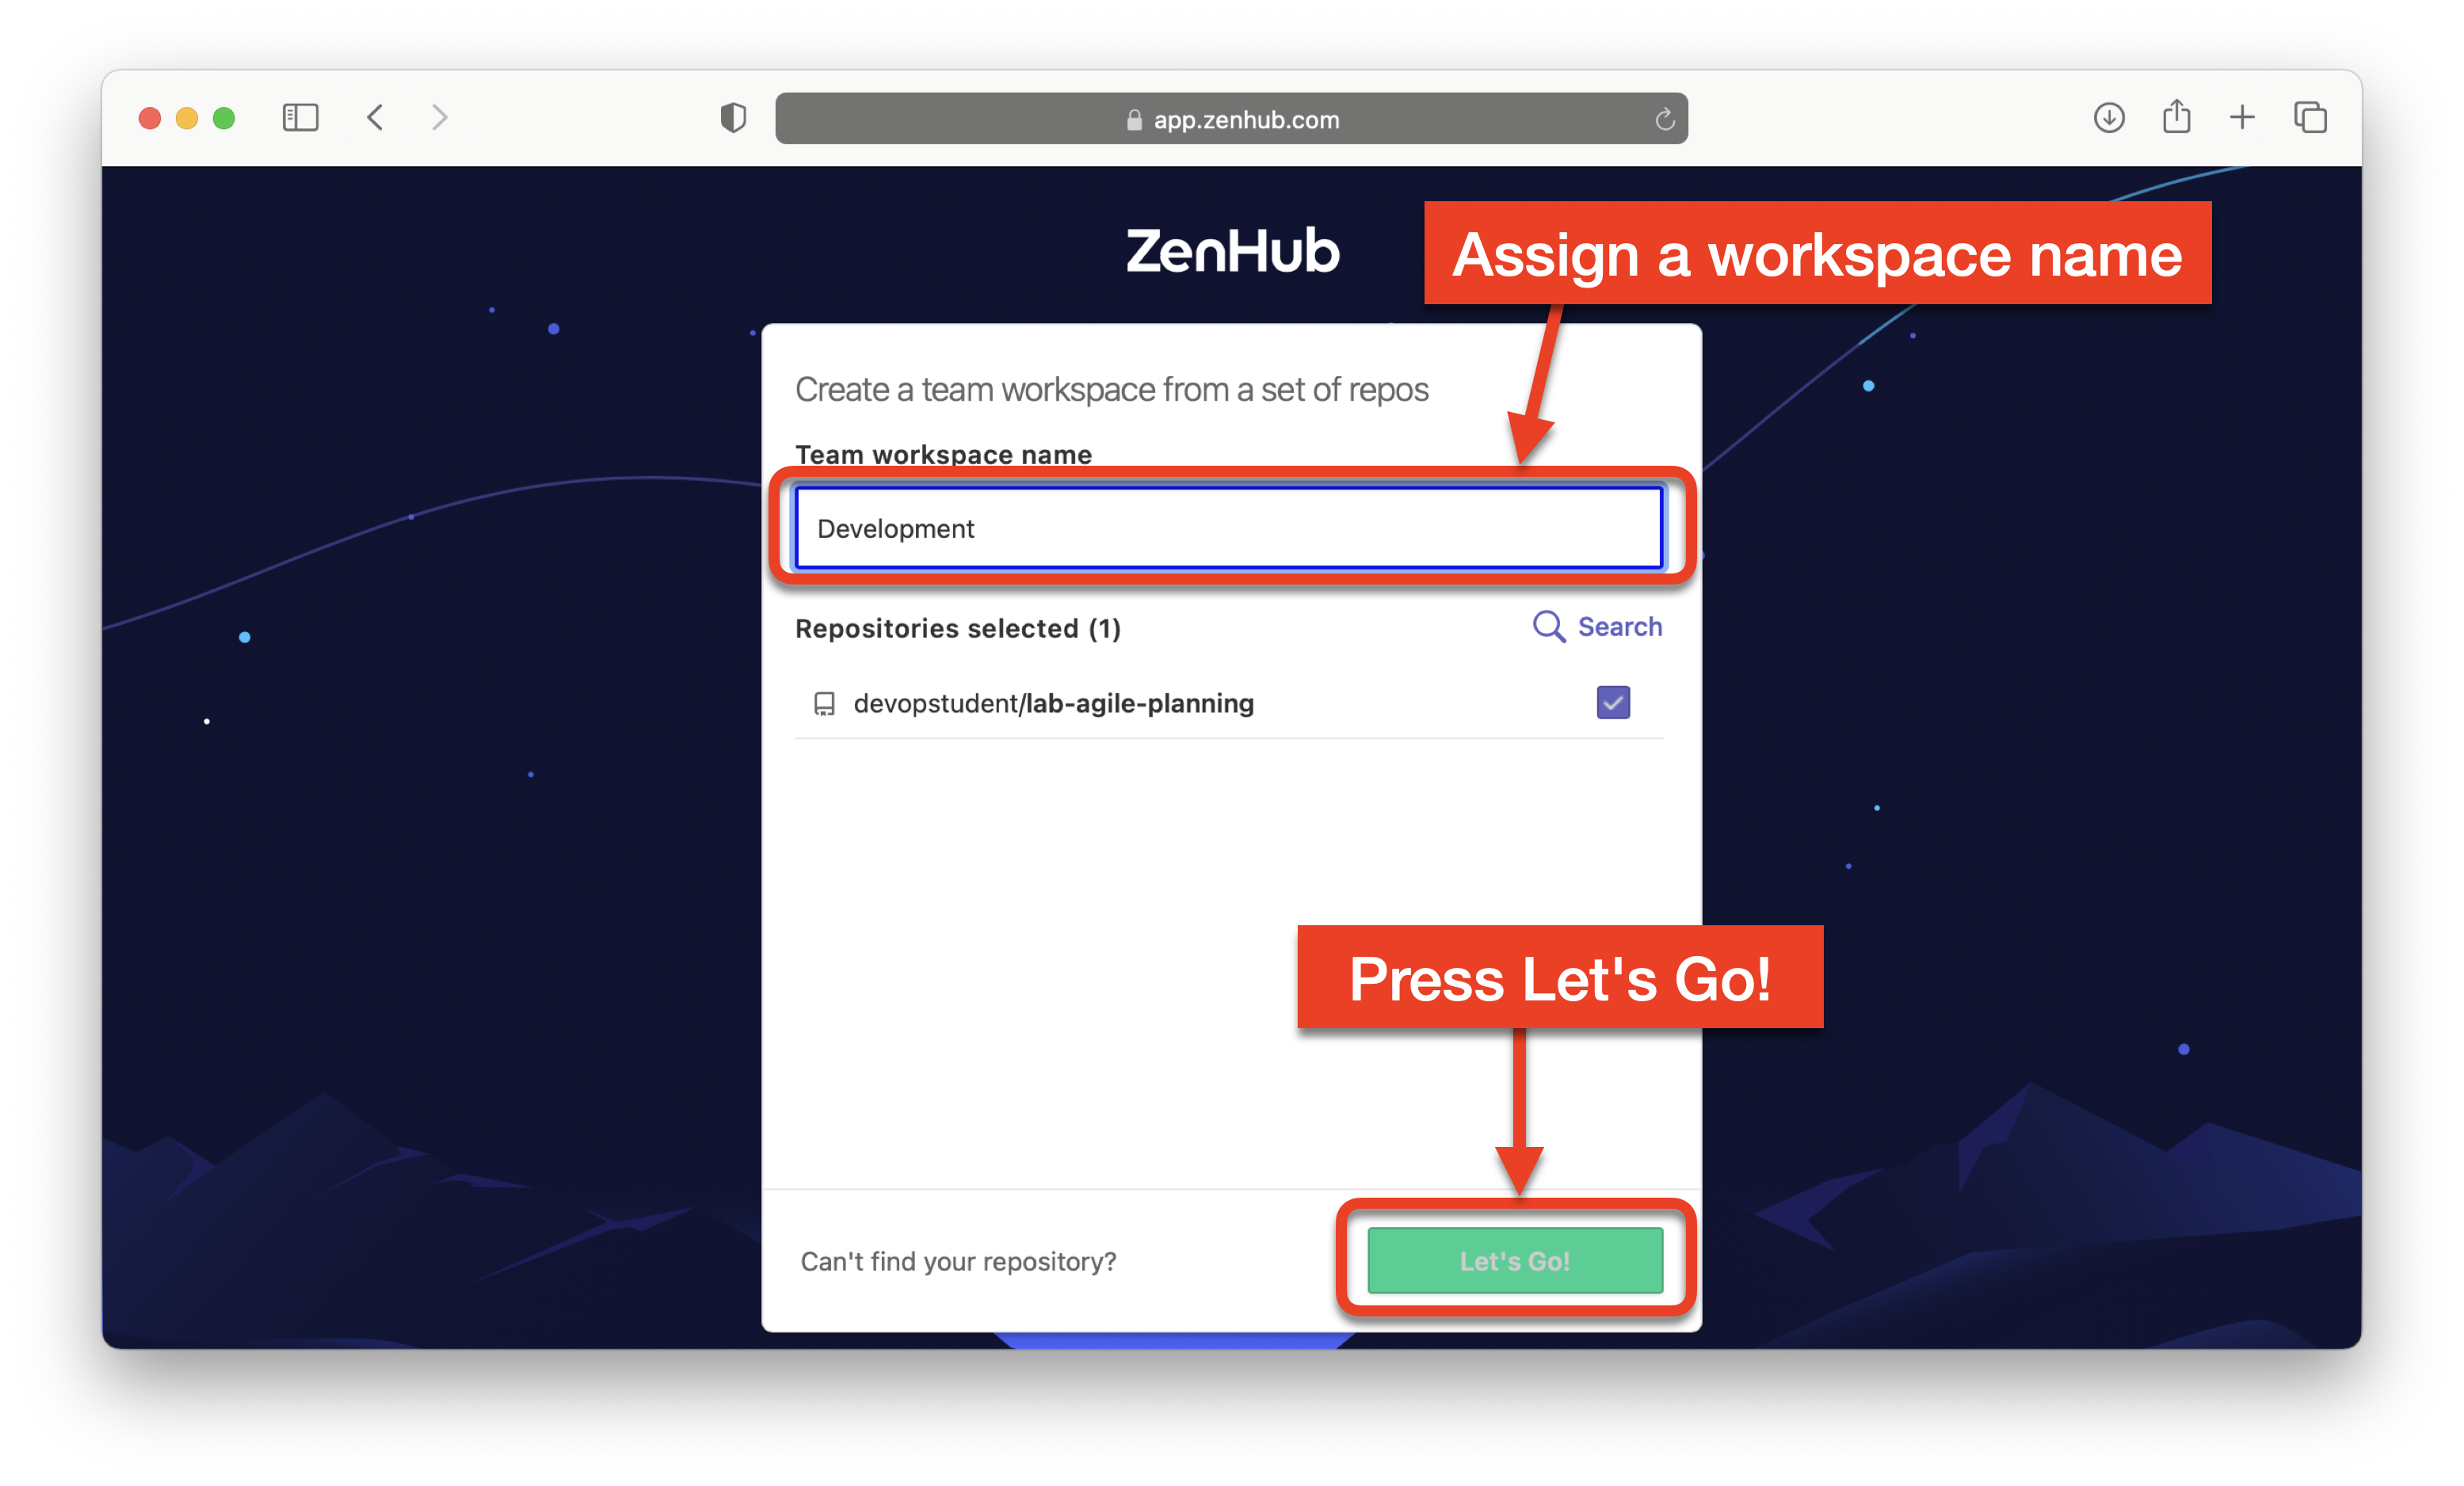 app.zenhub.com
ZenHub
Assign a workspace name
Create a team workspace from a set of repos
Team workspace name
Development
Repositories selected (1)
Search
devopstudent/lab-agile-planning
Press Let's Go!
Can't find your repository?
Let's Go!